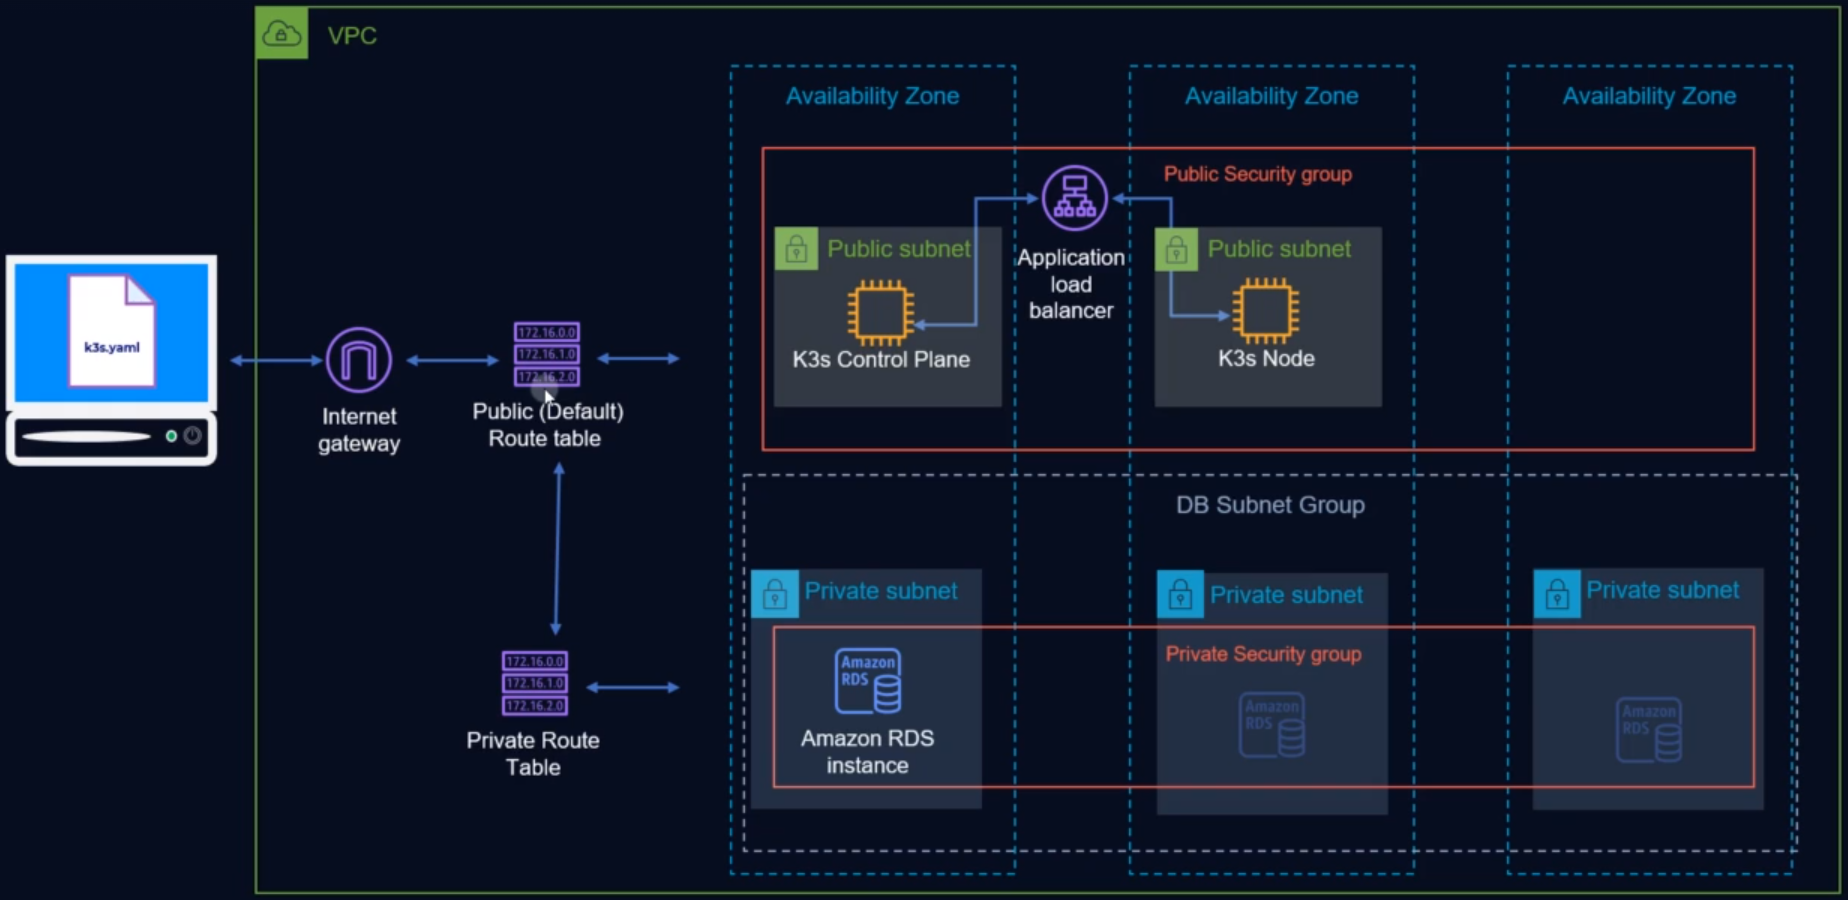 VPC
Availability Zone
Availability Zone
Availability Zone
Public Security group
Public subnet
Public subnet
Application
load
balancer
K3s Control Plane
K3s Node
k3s.yaml
Internet
gateway
172.16.0.0
172.16.1.0
172.16.2.0
Public (Default)
Route table
DB Subnet Group
Private subnet
Private subnet
Private subnet
Private Security group
172.16.0.0
172.16.1.0
172.16.2.0
Private Route
Table
Amazon
RDS
Amazon RDS
instance
Amazon
RDS
Amazon
RDS